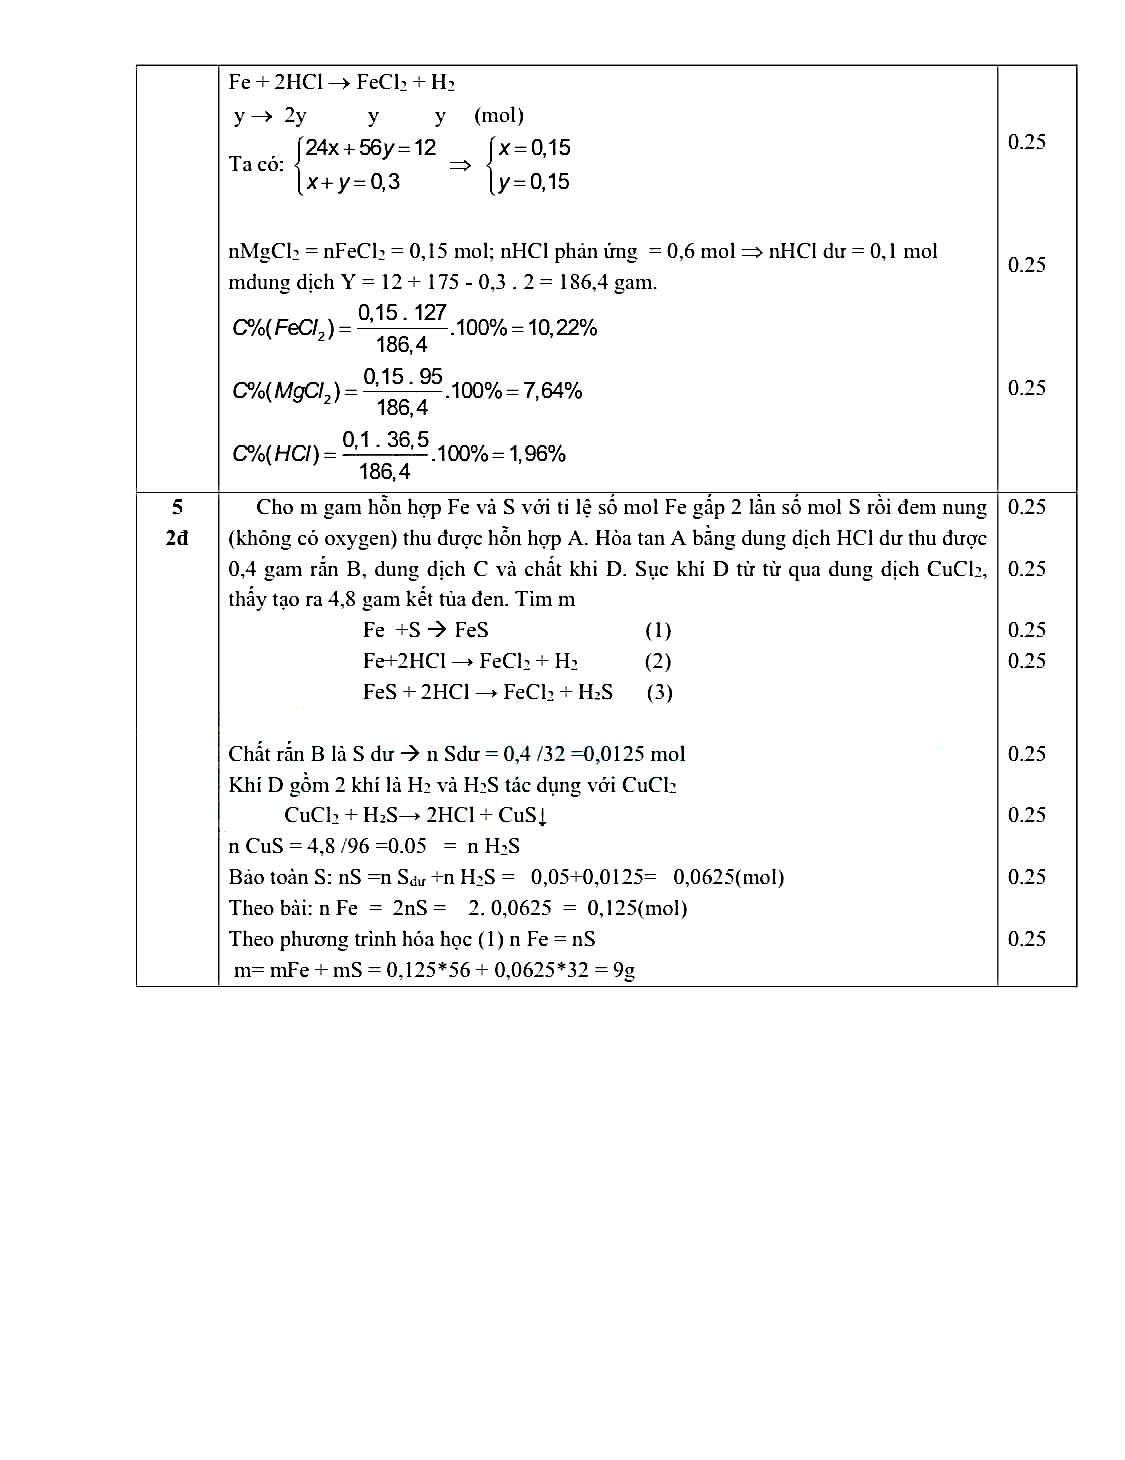 Fe + 2HCl → FeCl₂ + H₂
y → 2y y y (mol)
Ta có: {24x + 56y = 12 ⇒ {x = 0,15 0.25
x + y = 0,3 y = 0,15
nMgCl₂ = nFeCl₂ = 0,15 mol; nHCl phản ứng = 0,6 mol ⇒ nHCl dư = 0,1 mol 0.25
mdung dịch Y = 12 + 175 - 0,3 . 2 = 186,4 gam.
C%(FeCl₂) = 0,15 . 127 / 186,4 .100% = 10,22%
C%(MgCl₂) = 0,15 . 95 / 186,4 .100% = 7,64% 0.25
C%(HCl) = 0,1 . 36,5 / 186,4 .100% = 1,96%
5 Cho m gam hỗn hợp Fe và S với tỉ lệ số mol Fe gấp 2 lần số mol S rồi đem nung 0.25
2đ (không có oxygen) thu được hỗn hợp A. Hòa tan A bằng dung dịch HCl dư thu được
0,4 gam rắn B, dung dịch C và chất khí D. Sục khí D từ từ qua dung dịch CuCl₂, 0.25
thấy tạo ra 4,8 gam kết tủa đen. Tìm m
Fe +S → FeS (1) 0.25
Fe+2HCl → FeCl₂ + H₂ (2) 0.25
FeS + 2HCl → FeCl₂ + H₂S (3)
Chất rắn B là S dư → n Sdư = 0,4 /32 =0,0125 mol 0.25
Khí D gồm 2 khí là H₂ và H₂S tác dụng với CuCl₂
CuCl₂ + H₂S→ 2HCl + CuS↓ 0.25
n CuS = 4,8 /96 =0.05 = n H₂S
Bảo toàn S: nS =n Sdư +n H₂S = 0,05+0,0125= 0,0625(mol) 0.25
Theo bài: n Fe = 2nS = 2. 0,0625 = 0,125(mol)
Theo phương trình hóa học (1) n Fe = nS 0.25
m= mFe + mS = 0,125*56 + 0,0625*32 = 9g